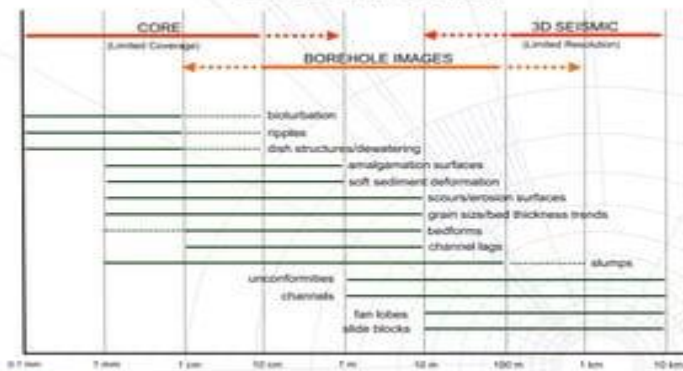 CORE
(Limited Coverage)
3D SEISMIC
(Limited Resolution)
BOREHOLE IMAGES
bioturbation
ripples
dish structures/dewatering
amalgamation surfaces
soft sediment deformation
scours/erosion surfaces
grain size/bed thickness trends
bedforms
channel lags
slumps
unconformities
channels
fan lobes
slide blocks
0.1 mm 1 mm 1 cm 10 cm 1 m 10 m 100 m 1 km 10 km